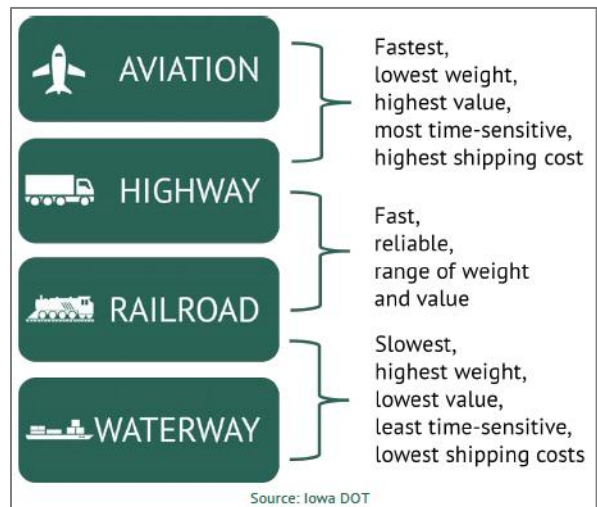 AVIATION
Fastest,
lowest weight,
highest value,
most time-sensitive,
highest shipping cost
HIGHWAY
Fast,
reliable,
range of weight
and value
RAILROAD
Slowest,
highest weight,
lowest value,
least time-sensitive,
lowest shipping costs
WATERWAY
Source: Iowa DOT